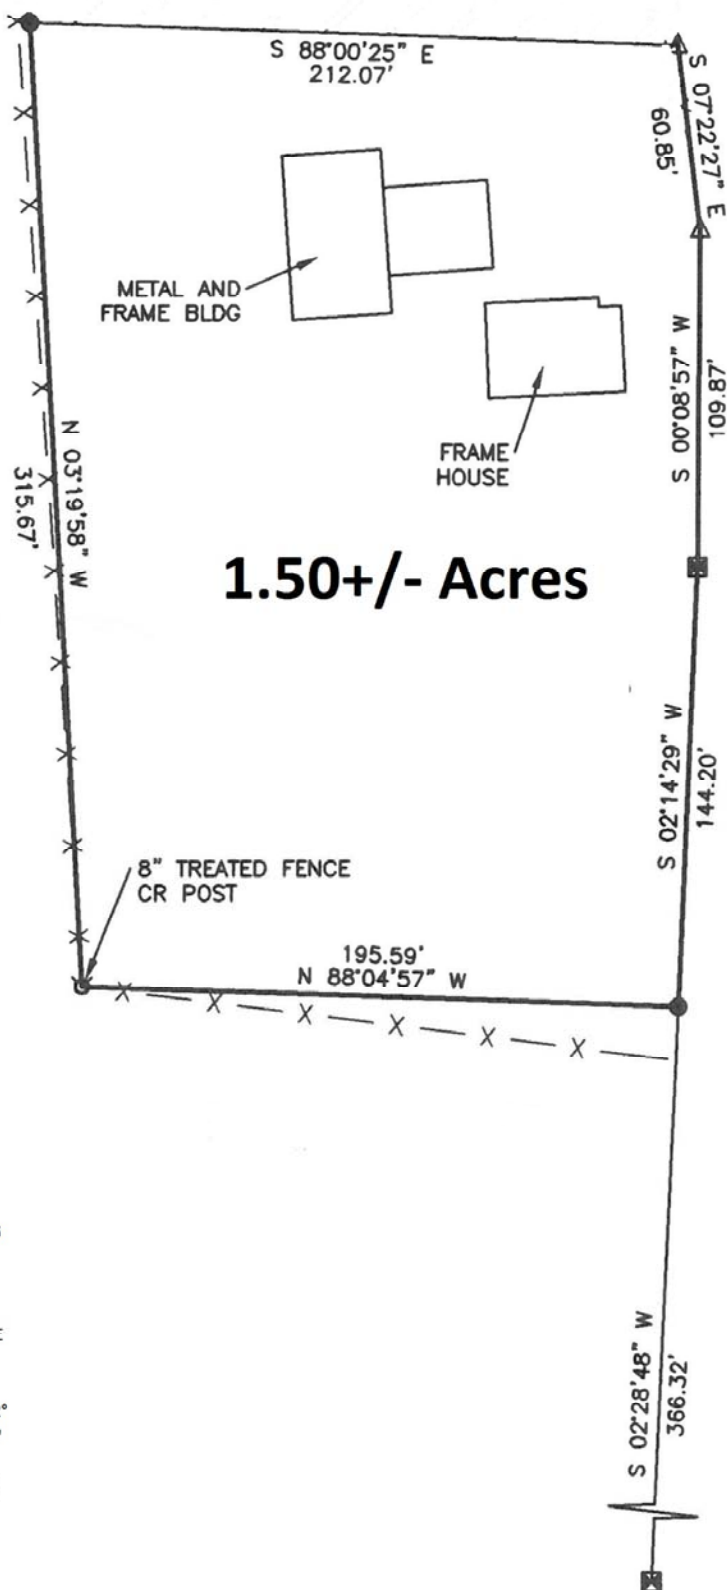 S 88°00'25" E
212.07'
S 07°22'27" E
60.85'
METAL AND
FRAME BLDG
S 00°08'57" W
109.87'
FRAME
HOUSE
N 03°19'58" W
315.67'
1.50+/- Acres
S 02°14'29" W
144.20'
8" TREATED FENCE
CR POST
195.59'
N 88°04'57" W
S 02°28'48" W
366.32'